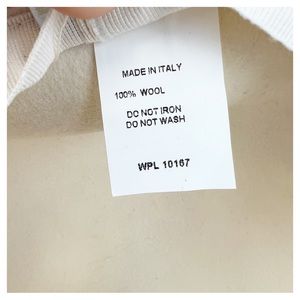 MADE IN ITALY
100% WOOL
DO NOT IRON
DO NOT WASH
WPL 10167